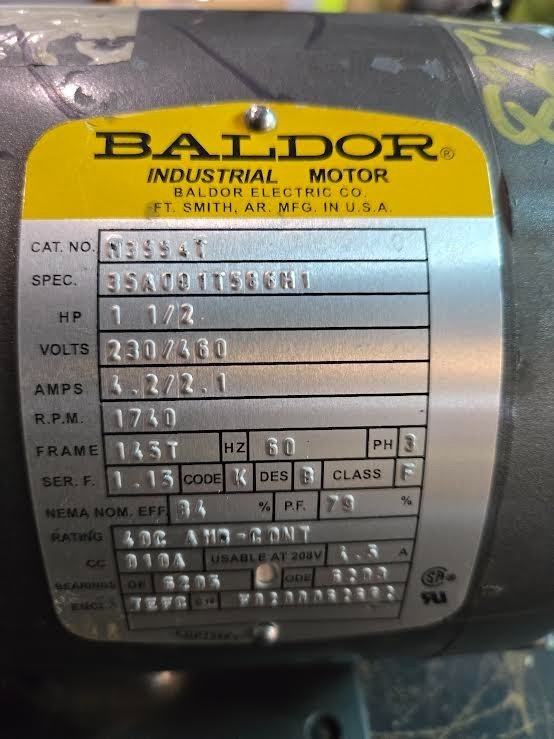 BALDOR®
INDUSTRIAL MOTOR
BALDOR ELECTRIC CO.
FT. SMITH, AR. MFG. IN U.S.A.
CAT. NO. M3554T
SPEC. 35A001T586H1
HP 1 1/2
VOLTS 230/460
AMPS 4.2/2.1
R.P.M. 1740
FRAME 145T HZ 60 PH 3
SER. F. 1.15 CODE K DES B CLASS F
NEMA NOM. EFF. 84 % P.F. 79 %
RATING 40C AMB-CONT
CC 010A USABLE AT 208V 4.5 A
BEARINGS DE 6205 ODE 6203
ENCL TEFC S.N.